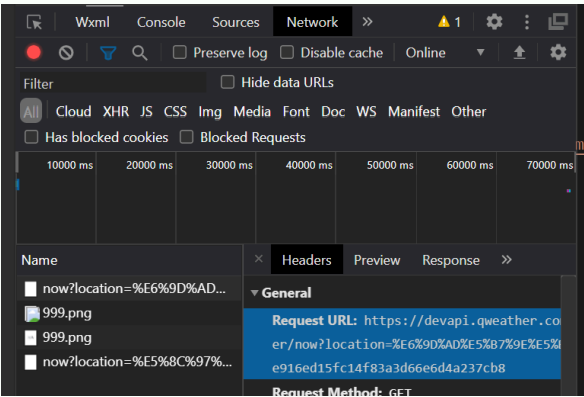 Wxml Console Sources Network » 1
Preserve log Disable cache Online
Filter Hide data URLs
All Cloud XHR JS CSS Img Media Font Doc WS Manifest Other
Has blocked cookies Blocked Requests
10000 ms 20000 ms 30000 ms 40000 ms 50000 ms 60000 ms 70000 ms
Name × Headers Preview Response »
now?location=%E6%9D%AD...
999.png
999.png
now?location=%E5%8C%97%...
General
Request URL: https://devapi.qweather.co
er/now?location=%E6%9D%AD%E5%B7%9E%E5%
e916ed15fc14f83a3d66e6d4a237cb8
Request Method: GET